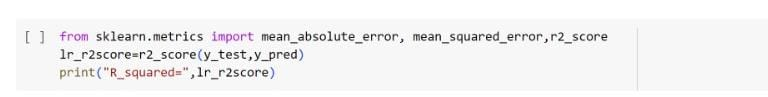 [ ] from sklearn.metrics import mean_absolute_error, mean_squared_error,r2_score
lr_r2score=r2_score(y_test,y_pred)
print("R_squared=",lr_r2score)